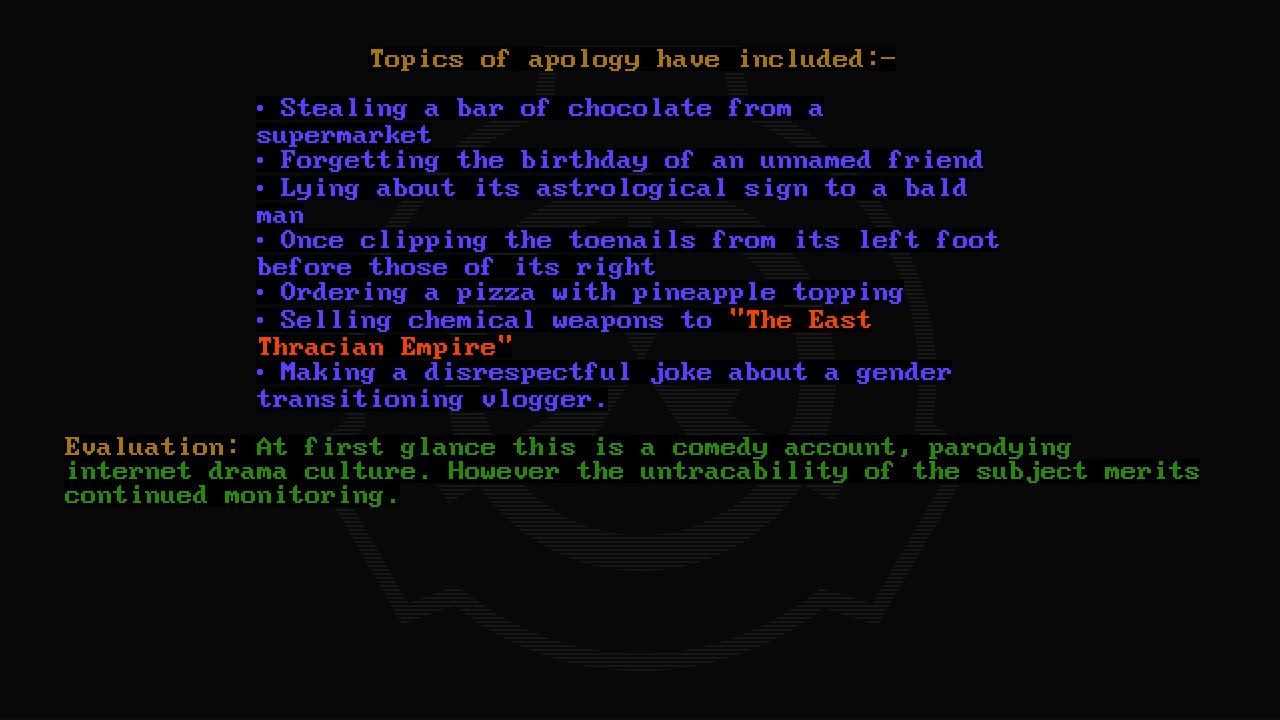 Topics of apology have included:—
• Stealing a bar of chocolate from a
supermarket
• Forgetting the birthday of an unnamed friend
• Lying about its astrological sign to a bald
man
• Once clipping the toenails from its left foot
before those of its right
• Ordering a pizza with pineapple topping
• Selling chemical weapons to "The East
Thracian Empire"
• Making a disrespectful joke about a gender
transitioning vlogger.
Evaluation: At first glance this is a comedy account, parodying
internet drama culture. However the untracability of the subject merits
continued monitoring.